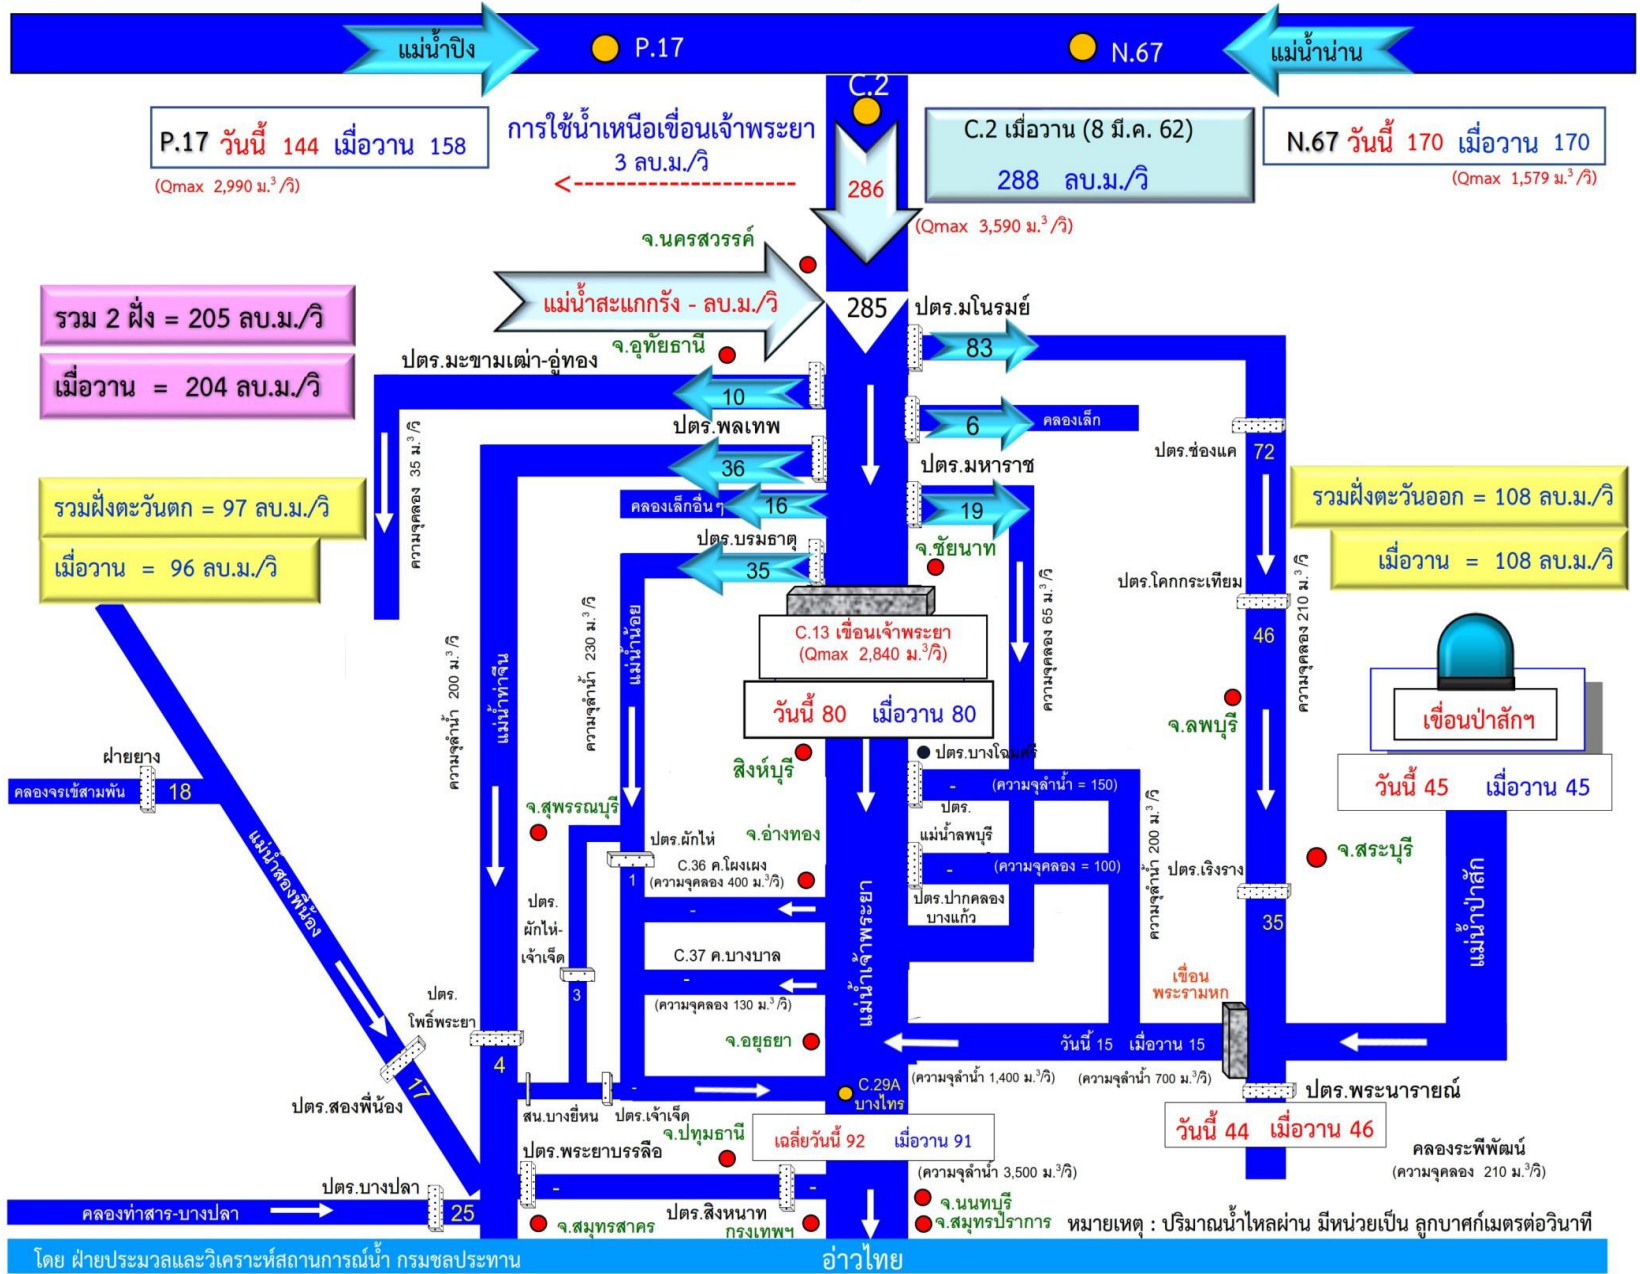 แม่น้ำปิง
P.17
N.67
แม่น้ำน่าน
C.2
P.17 วันนี้ 144 เมื่อวาน 158
(Qmax 2,990 ม.³/วิ)
การใช้น้ำเหนือเขื่อนเจ้าพระยา
3 ลบ.ม./วิ
286
C.2 เมื่อวาน (8 มี.ค. 62)
288 ลบ.ม./วิ
(Qmax 3,590 ม.³/วิ)
N.67 วันนี้ 170 เมื่อวาน 170
(Qmax 1,579 ม.³/วิ)
จ.นครสวรรค์
แม่น้ำสะแกกรัง - ลบ.ม./วิ
285
ปตร.มโนรมย์
83
รวม 2 ฝั่ง = 205 ลบ.ม./วิ
เมื่อวาน = 204 ลบ.ม./วิ
จ.อุทัยธานี
ปตร.มะขามเฒ่า-อู่ทอง
10
6
คลองเล็ก
ปตร.พลเทพ
36
ปตร.มหาราช
ปตร.ช่องแค
72
ความจุคลอง 35 ม.³/วิ
รวมฝั่งตะวันตก = 97 ลบ.ม./วิ
เมื่อวาน = 96 ลบ.ม./วิ
คลองเล็กอื่นๆ
16
19
รวมฝั่งตะวันออก = 108 ลบ.ม./วิ
เมื่อวาน = 108 ลบ.ม./วิ
ปตร.บรมธาตุ
35
จ.ชัยนาท
ปตร.โคกกระเทียม
46
ความจุคลอง 210 ม.³/วิ
C.13 เขื่อนเจ้าพระยา
(Qmax 2,840 ม.³/วิ)
วันนี้ 80 เมื่อวาน 80
ความจุคลอง 65 ม.³/วิ
ความจุลำน้ำ 200 ม.³/วิ
แม่น้ำท่าจีน
ความจุลำน้ำ 230 ม.³/วิ
แม่น้ำน้อย
จ.ลพบุรี
เขื่อนป่าสักฯ
วันนี้ 45 เมื่อวาน 45
ฝายยาง
คลองจรเข้สามพัน
18
สิงห์บุรี
ปตร.บางโฉมศรี
-
(ความจุลำน้ำ = 150)
จ.สุพรรณบุรี
จ.อ่างทอง
ปตร.
แม่น้ำลพบุรี
-
(ความจุคลอง = 100)
ความจุลำน้ำ 200 ม.³/วิ
จ.สระบุรี
ปตร.เริงราง
35
แม่น้ำป่าสัก
แม่น้ำสองพี่น้อง
ปตร.ผักไห่
1
C.36 ค.โผงเผง
(ความจุคลอง 400 ม.³/วิ)
-
ปตร.ปากคลอง
บางแก้ว
ปตร.
ผักไห่-
เจ้าเจ็ด
3
C.37 ค.บางบาล
-
(ความจุคลอง 130 ม.³/วิ)
แม่น้ำเจ้าพระยา
เขื่อน
พระรามหก
ปตร.
โพธิ์พระยา
4
จ.อยุธยา
วันนี้ 15 เมื่อวาน 15
(ความจุลำน้ำ 1,400 ม.³/วิ)
(ความจุลำน้ำ 700 ม.³/วิ)
17
ปตร.สองพี่น้อง
สน.บางยี่หน
ปตร.เจ้าเจ็ด
-
C.29A
บางไทร
ปตร.พระนารายณ์
วันนี้ 44 เมื่อวาน 46
คลองระพีพัฒน์
(ความจุคลอง 210 ม.³/วิ)
จ.ปทุมธานี
เฉลี่ยวันนี้ 92 เมื่อวาน 91
(ความจุลำน้ำ 3,500 ม.³/วิ)
ปตร.พระยาบรรลือ
-
-
ปตร.บางปลา
คลองท่าสาร-บางปลา
25
จ.สมุทรสาคร
ปตร.สิงหนาท
กรุงเทพฯ
จ.นนทบุรี
จ.สมุทรปราการ
หมายเหตุ : ปริมาณน้ำไหลผ่าน มีหน่วยเป็น ลูกบาศก์เมตรต่อวินาที
โดย ฝ่ายประมวลและวิเคราะห์สถานการณ์น้ำ กรมชลประทาน
อ่าวไทย